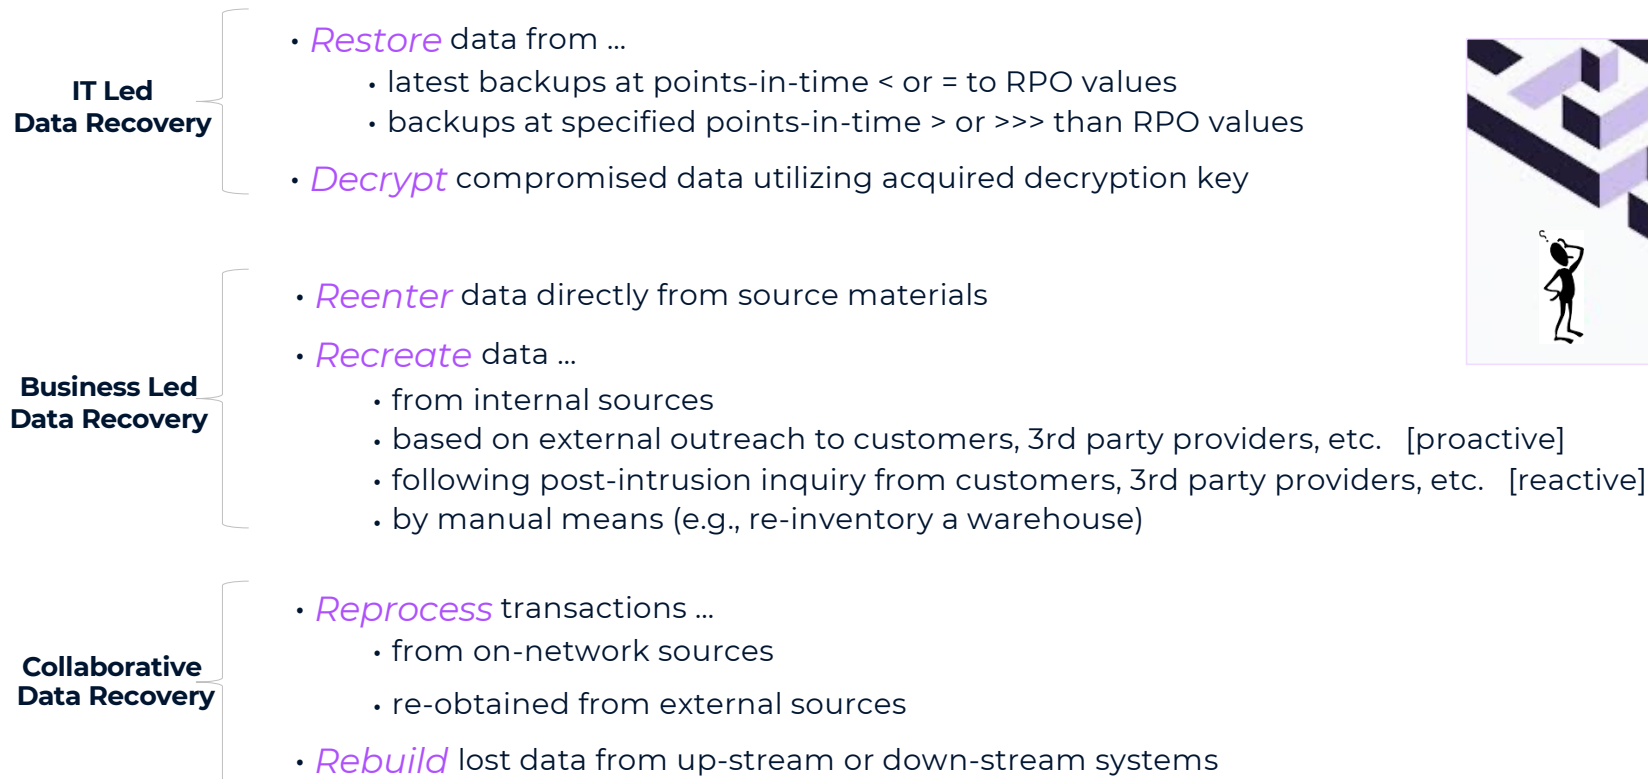 IT Led
Data Recovery
• Restore data from ...
• latest backups at points-in-time < or = to RPO values
• backups at specified points-in-time > or >>> than RPO values
• Decrypt compromised data utilizing acquired decryption key
Business Led
Data Recovery
• Reenter data directly from source materials
• Recreate data ...
• from internal sources
• based on external outreach to customers, 3rd party providers, etc. [proactive]
• following post-intrusion inquiry from customers, 3rd party providers, etc. [reactive]
• by manual means (e.g., re-inventory a warehouse)
Collaborative
Data Recovery
• Reprocess transactions ...
• from on-network sources
• re-obtained from external sources
• Rebuild lost data from up-stream or down-stream systems